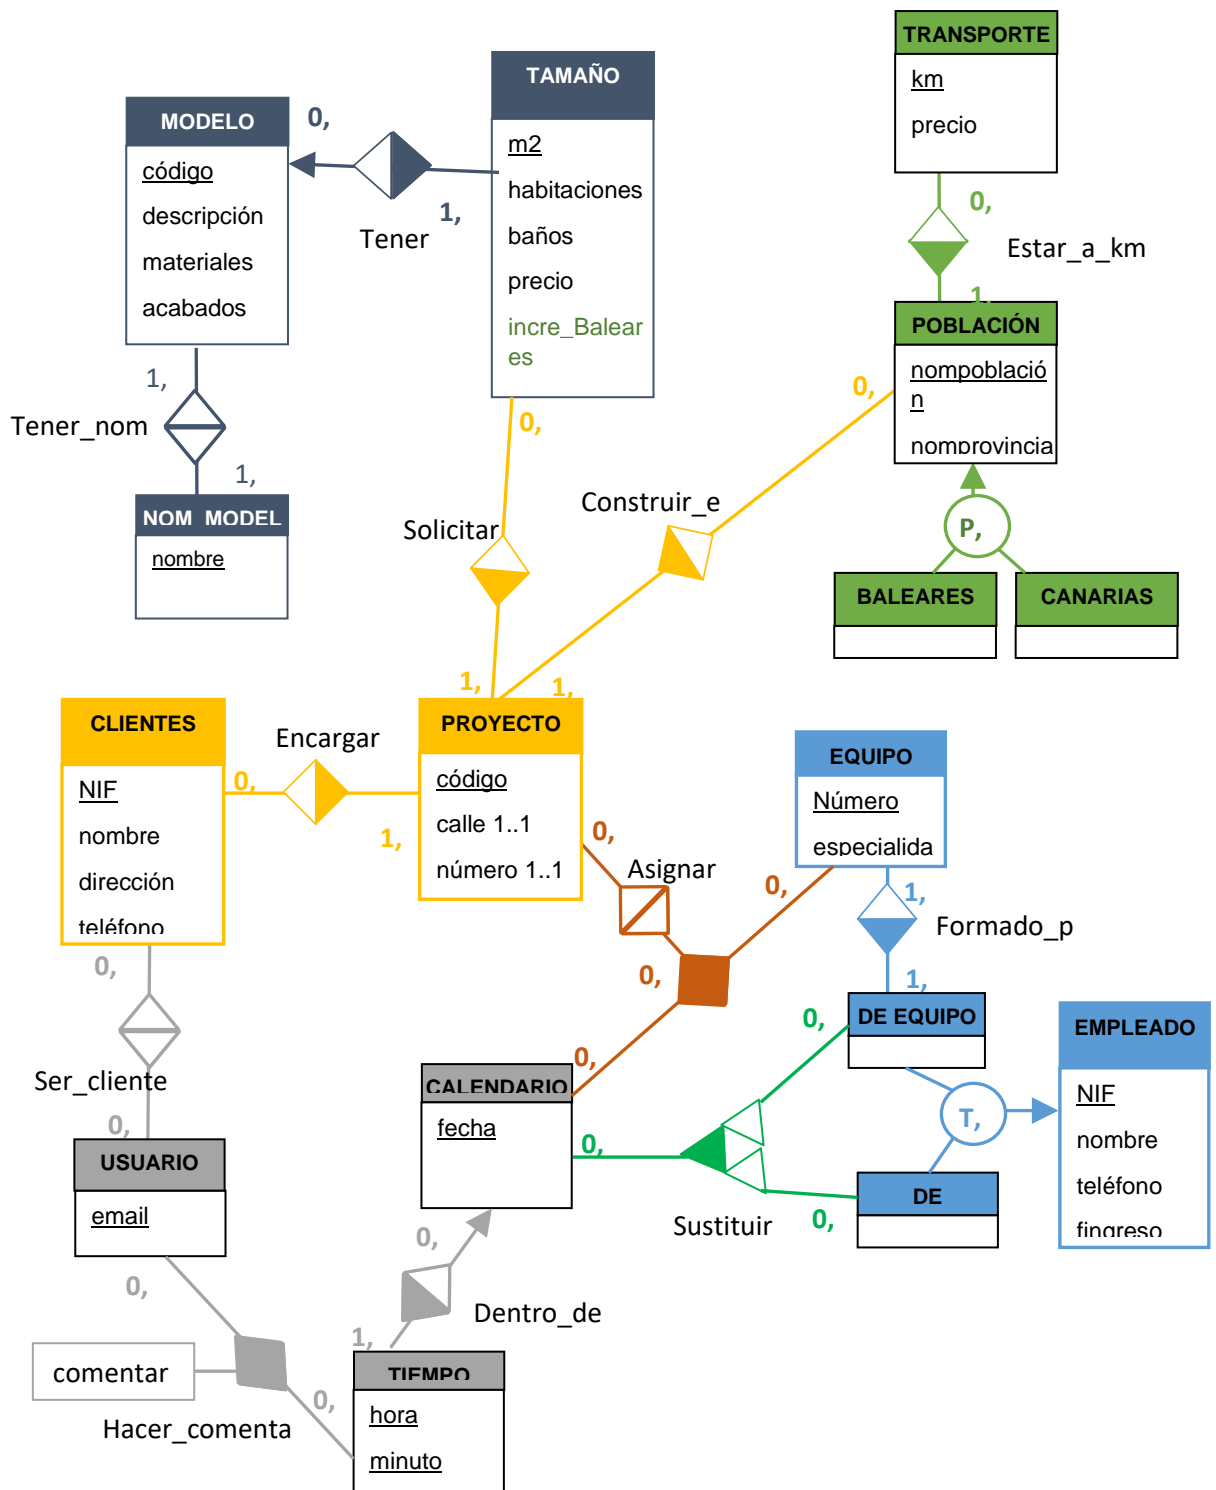 TRANSPORTE
km
precio
TAMAÑO
m2
habitaciones
baños
precio
incre_Balear
es
MODELO
código
descripción
materiales
acabados
0,
1,
Tener
0,
Estar_a_km
1,
POBLACIÓN
nompoblació
n
nomprovincia
1,
Tener_nom
1,
NOM_MODEL
nombre
0,
Solicitar
0,
Construir_e
P,
BALEARES
CANARIAS
1,
1,
CLIENTES
NIF
nombre
dirección
teléfono
Encargar
0,
1,
PROYECTO
código
calle 1..1
número 1..1
EQUIPO
Número
especialida
0,
Asignar
0,
0,
0,
1,
Formado_p
1,
DE EQUIPO
EMPLEADO
NIF
nombre
teléfono
fingreso
T,
DE
0,
Ser_cliente
0,
USUARIO
email
CALENDARIO
fecha
0,
0,
Sustituir
0,
0,
Dentro_de
1,
TIEMPO
hora
minuto
0,
comentar
0,
Hacer_comenta